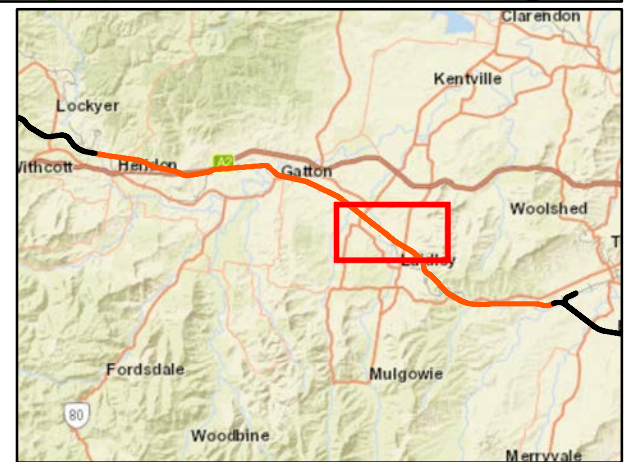 Clarendon
Kentville
Lockyer
A2
Withcott
Helidon
Gatton
Woolshed
T
Laidley
Fordsdale
Mulgowie
80
Woodbine
Merryvale